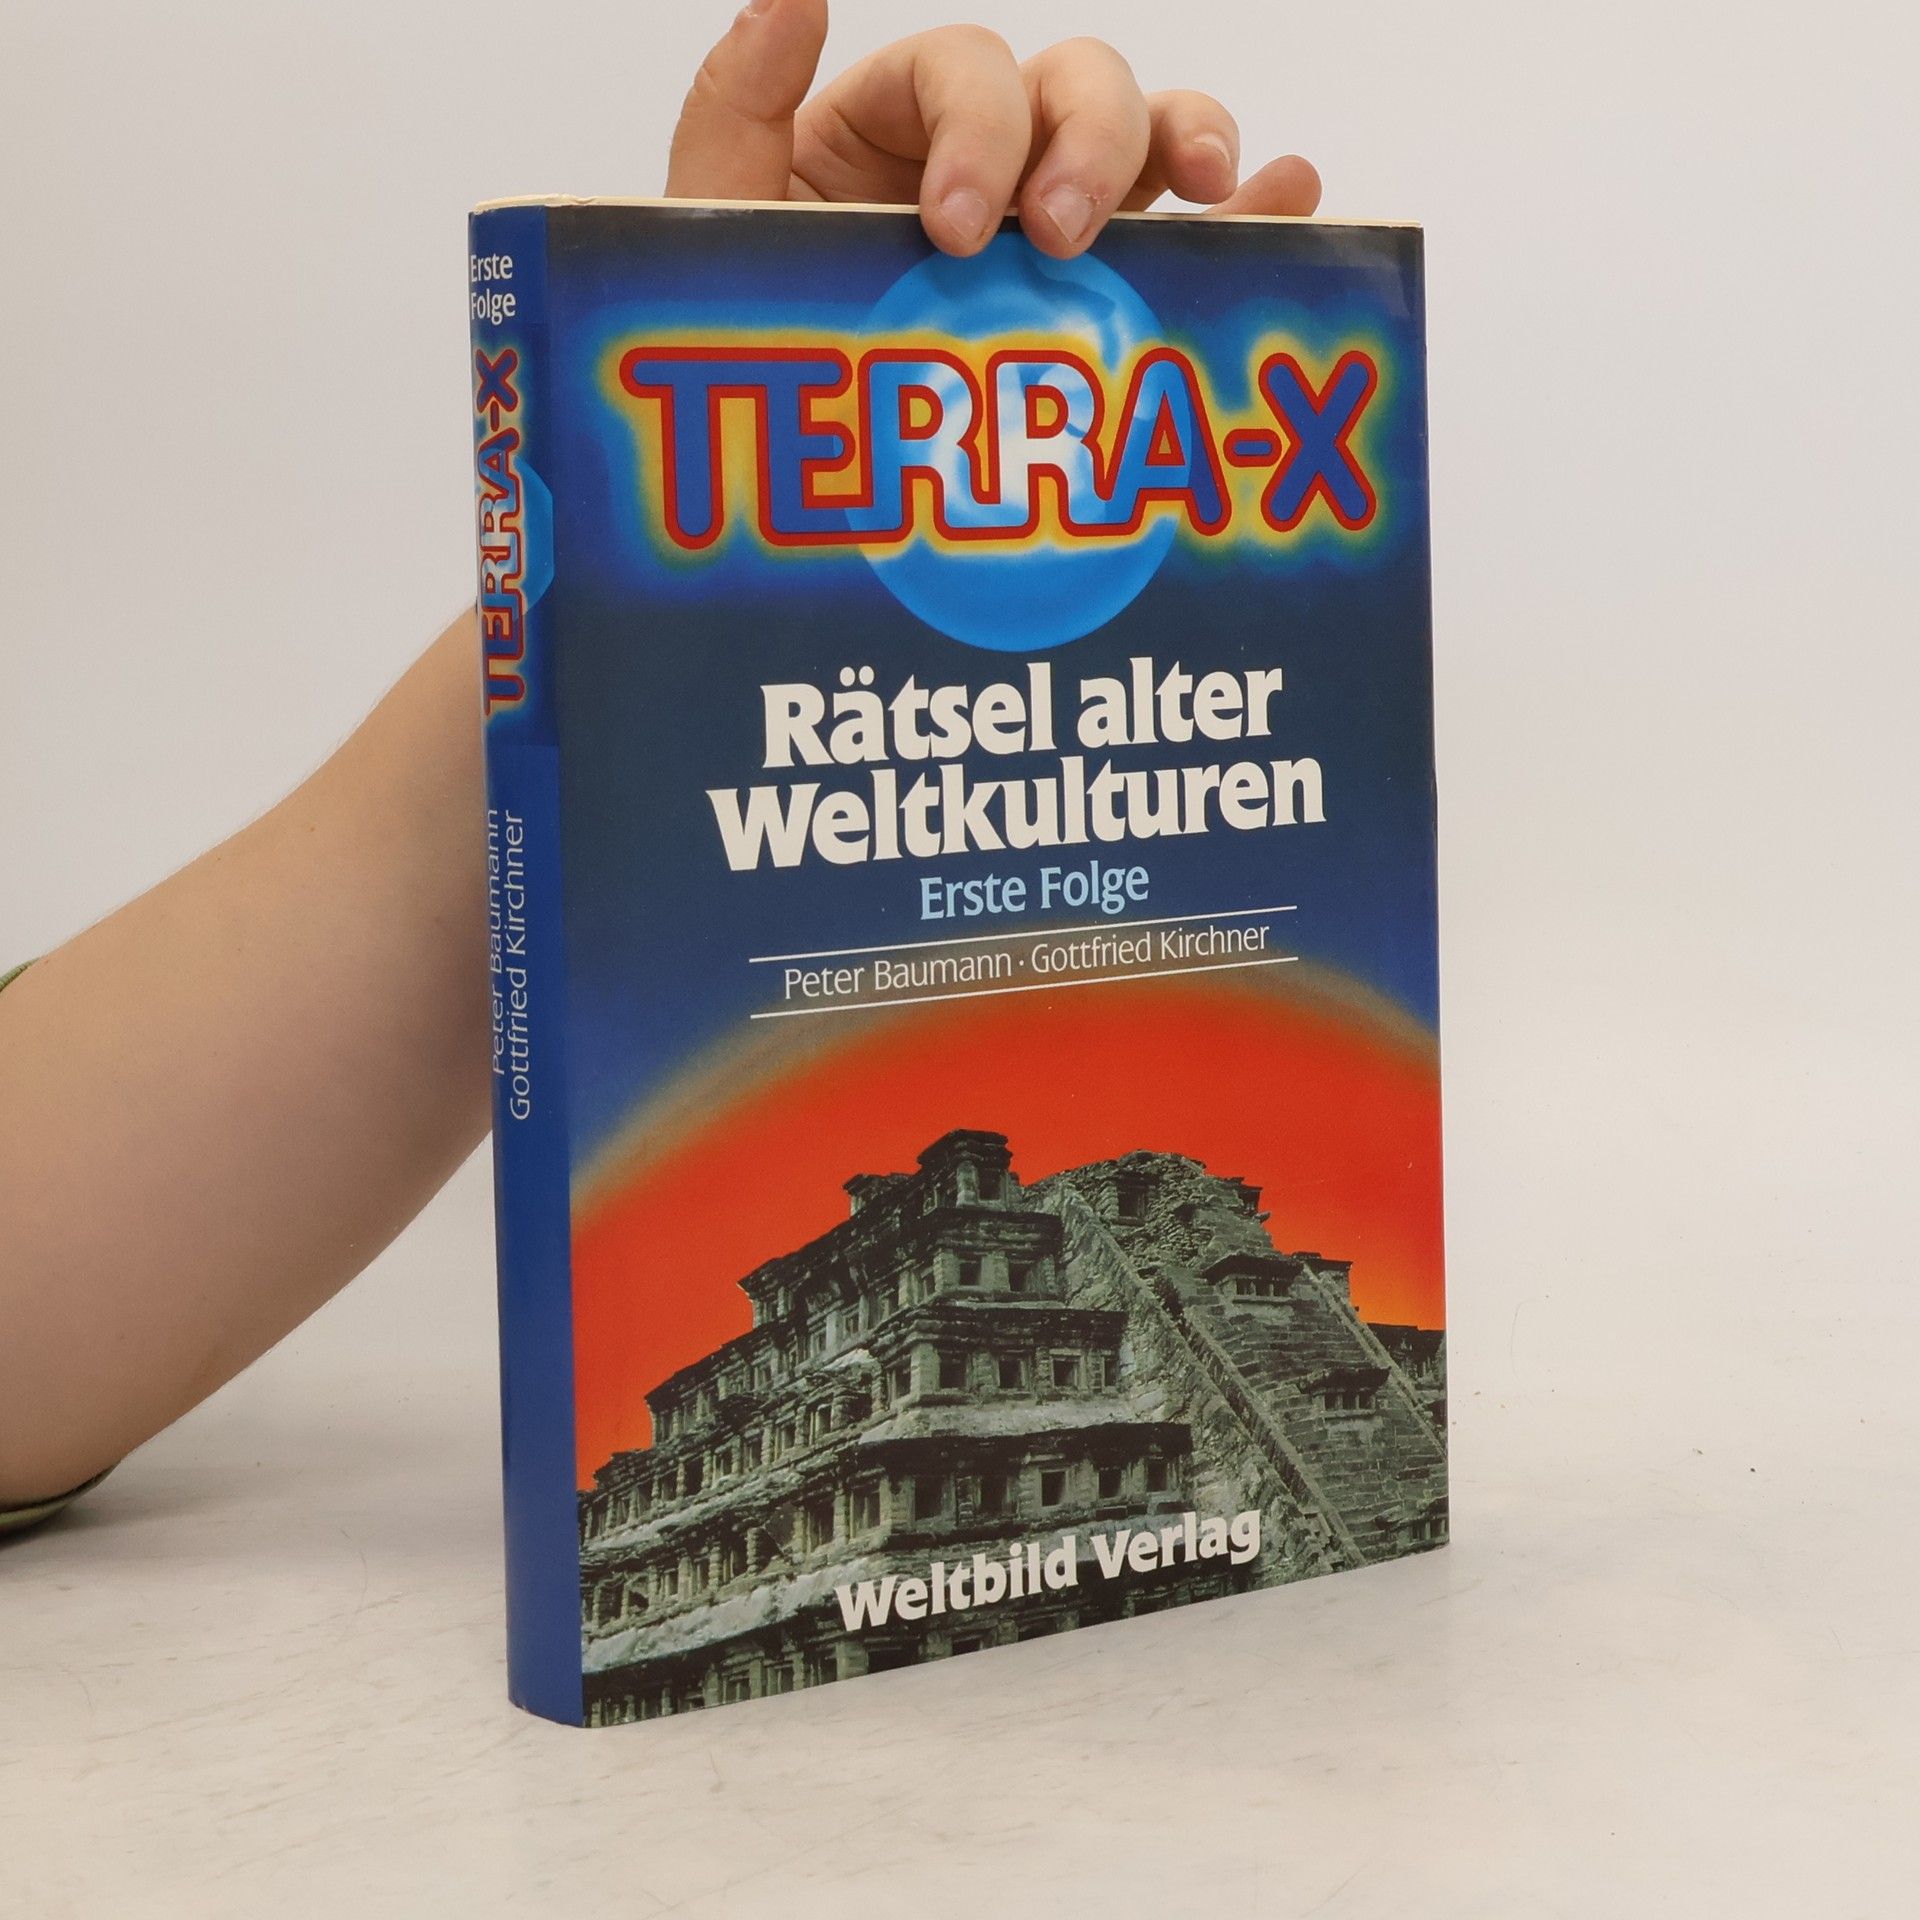 Erste
Folge
TERRA-X
Peter Baumann
Gottfried Kirchner
TERRA-X
Rätsel alter
Weltkulturen
Erste Folge
Peter Baumann · Gottfried Kirchner
Weltbild Verlag